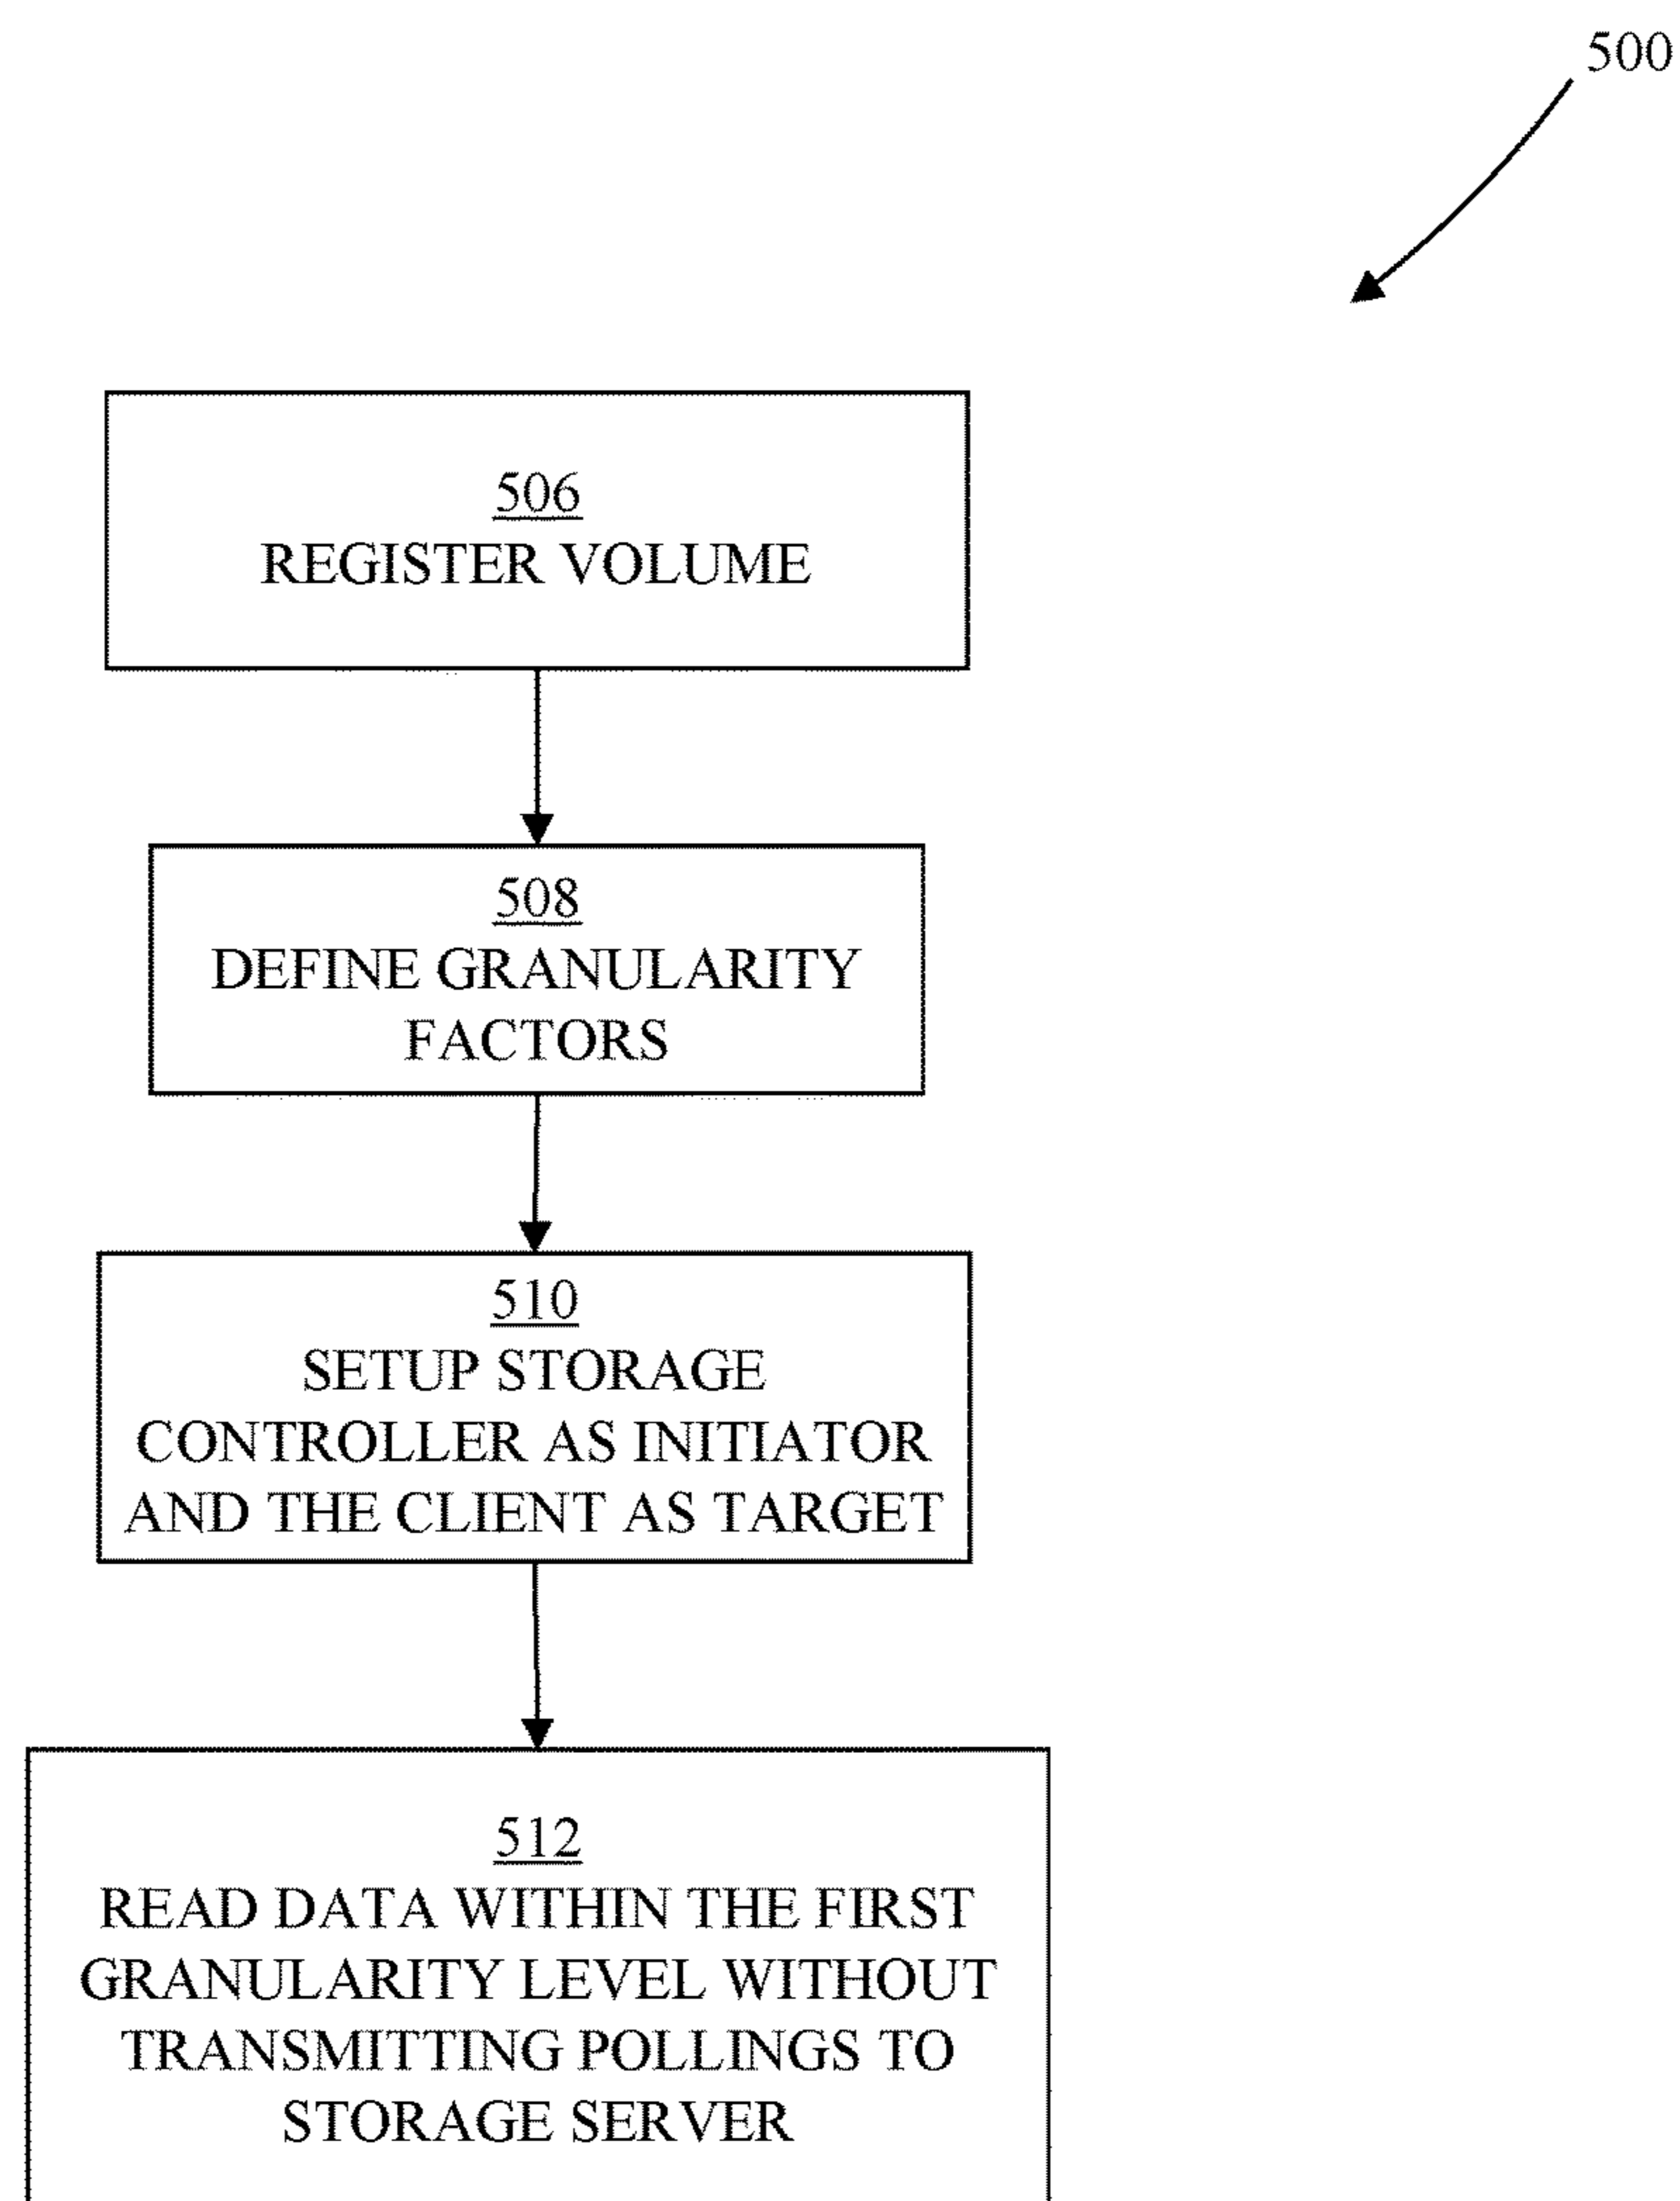 500
506
REGISTER VOLUME
508
DEFINE GRANULARITY
FACTORS
510
SETUP STORAGE
CONTROLLER AS INITIATOR
AND THE CLIENT AS TARGET
512
READ DATA WITHIN THE FIRST
GRANULARITY LEVEL WITHOUT
TRANSMITTING POLLINGS TO
STORAGE SERVER